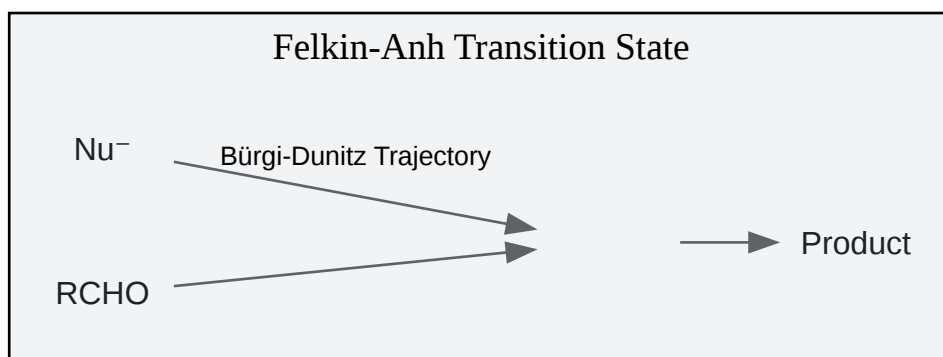 Felkin-Anh Transition State
Nu⁻
Bürgi-Dunitz Trajectory
Product
RCHO